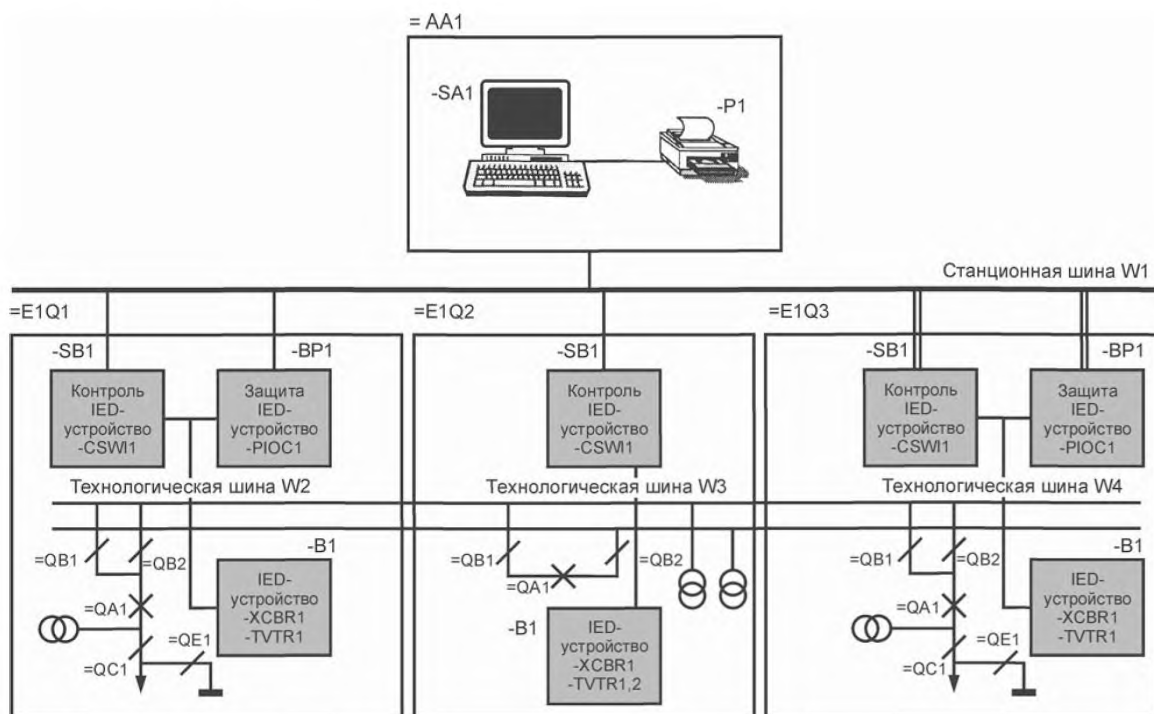 = AA1
-SA1
-P1
Станционная шина W1
=E1Q1
=E1Q2
=E1Q3
-SB1
-BP1
-SB1
-SB1
-BP1
Контроль
IED-
устройство
-CSWI1
Защита
IED-
устройство
-PIOC1
Контроль
IED-
устройство
-CSWI1
Контроль
IED-
устройство
-CSWI1
Защита
IED-
устройство
-PIOC1
Технологическая шина W2
Технологическая шина W3
Технологическая шина W4
=QB1
=QB2
-B1
IED-
устройство
-XCBR1
-TVTR1
=QA1
=QE1
=QC1
=QB2
=QA1
-B1
IED-
устройство
-XCBR1
-TVTR1,2
=QB1
=QB1
=QB2
-B1
IED-
устройство
-XCBR1
-TVTR1
=QA1
=QE1
=QC1